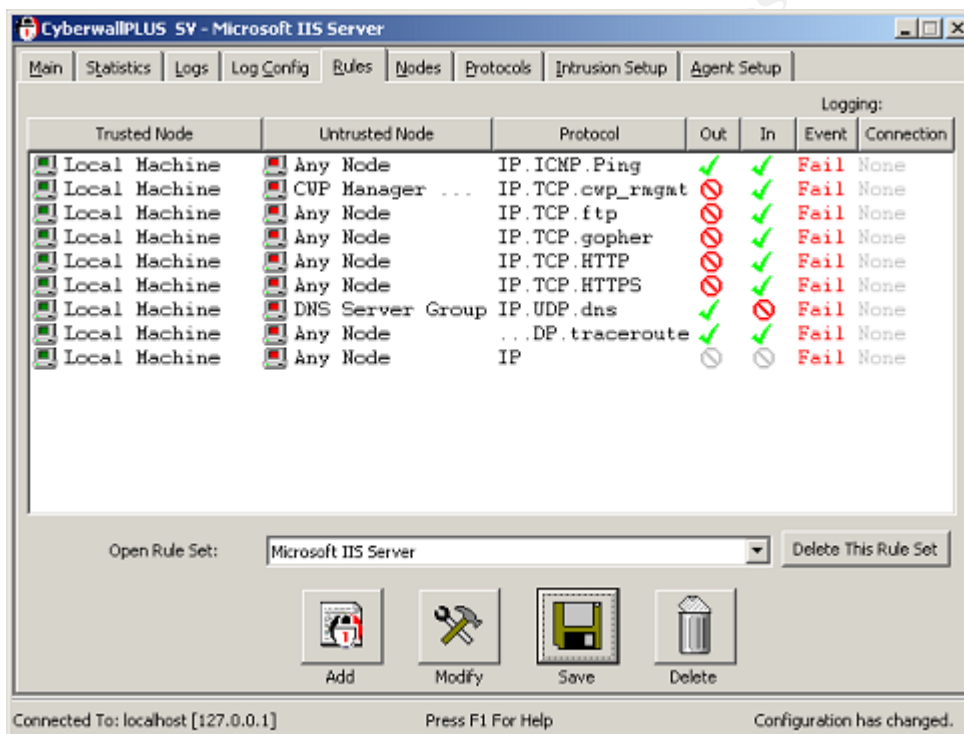 CyberwallPLUS SV - Microsoft IIS Server
Main Statistics Logs Log Config Rules Nodes Protocols Intrusion Setup Agent Setup
Logging:
Trusted Node Untrusted Node Protocol Out In Event Connection
Local Machine Any Node IP.ICMP.Ping Fail None
Local Machine CWP Manager ... IP.TCP.cwp_rmgmt Fail None
Local Machine Any Node IP.TCP.ftp Fail None
Local Machine Any Node IP.TCP.gopher Fail None
Local Machine Any Node IP.TCP.HTTP Fail None
Local Machine Any Node IP.TCP.HTTPS Fail None
Local Machine DNS Server Group IP.UDP.dns Fail None
Local Machine Any Node ...DP.traceroute Fail None
Local Machine Any Node IP Fail None
Open Rule Set: Microsoft IIS Server Delete This Rule Set
Add Modify Save Delete
Connected To: localhost [127.0.0.1] Press F1 For Help Configuration has changed.